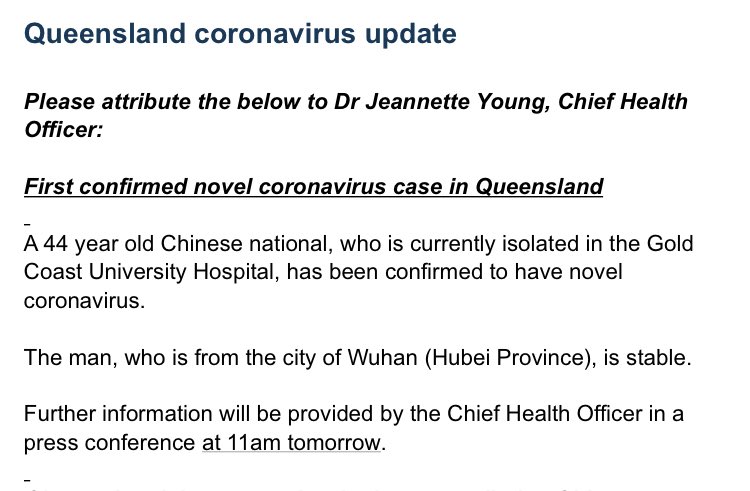 Queensland coronavirus update
Please attribute the below to Dr Jeannette Young, Chief Health
Officer:
First confirmed novel coronavirus case in Queensland
A 44 year old Chinese national, who is currently isolated in the Gold
Coast University Hospital, has been confirmed to have novel
coronavirus.
The man, who is from the city of Wuhan (Hubei Province), is stable.
Further information will be provided by the Chief Health Officer in a
press conference at 11am tomorrow.